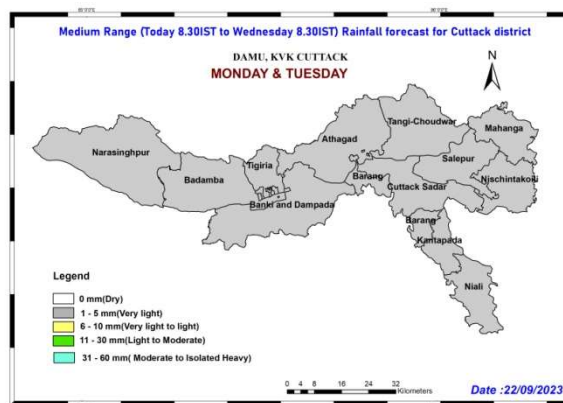 Medium Range (Today 8.30IST to Wednesday 8.30IST) Rainfall forecast for Cuttack district
DAMU, KVK CUTTACK
MONDAY & TUESDAY
N
Tangi-Choudwar
Mahanga
Athagad
Narasinghpur
Salepur
Tigiria
Badamba
Barang
Nischintakoili
Cuttack Sadar
Banki and Dampada
Barang
Kantapada
Niali
Legend
0 mm(Dry)
1 - 5 mm(Very light)
6 - 10 mm(Very light to light)
11 - 30 mm(Light to Moderate)
31 - 60 mm( Moderate to Isolated Heavy)
0 4 8 16 24 32
Kilometers
Date :22/09/2023